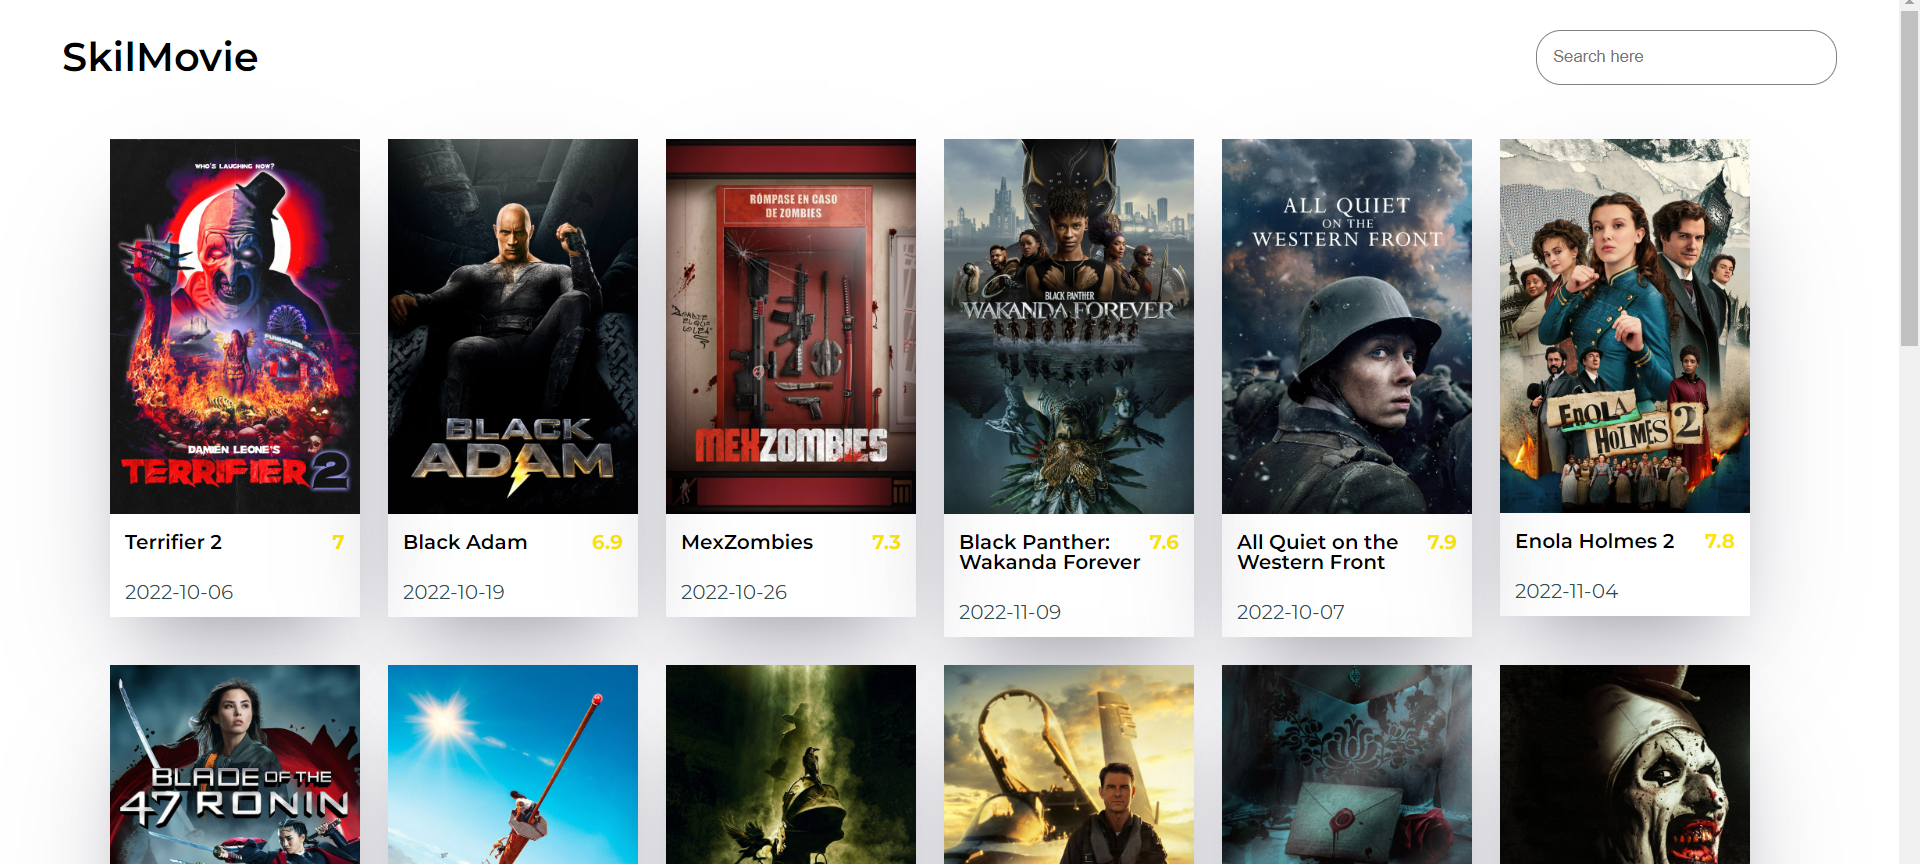 SkilMovie
Search here
WHO'S LAUGHING NOW?
FUNHOUSE
DAMIEN LEONE'S
TERRIFIER 2
BLACK
ADAM
RÓMPASE EN CASO
DE ZOMBIES
MEXZOMBIES
BLACK PANTHER
WAKANDA FOREVER
ALL QUIET
ON THE
WESTERN FRONT
ENOLA
HOLMES 2
Terrifier 2 7
2022-10-06
Black Adam 6.9
2022-10-19
MexZombies 7.3
2022-10-26
Black Panther: 7.6
Wakanda Forever
2022-11-09
All Quiet on the 7.9
Western Front
2022-10-07
Enola Holmes 2 7.8
2022-11-04
BLADE OF THE
47 RONIN